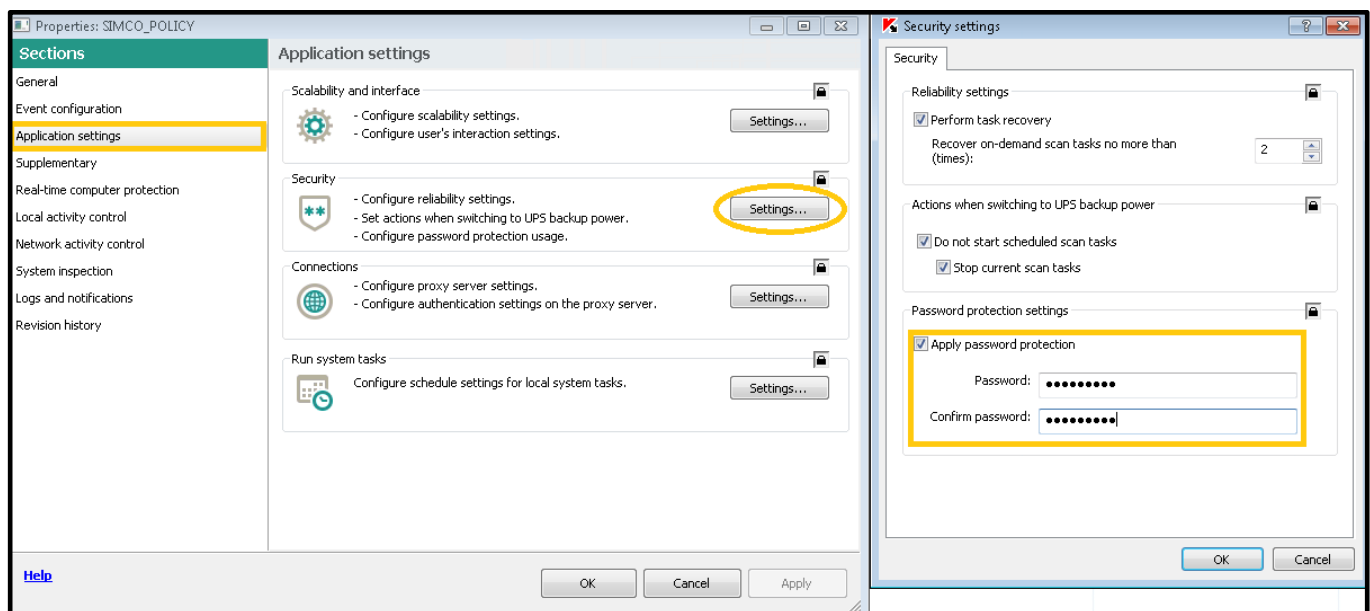 Properties: SIMCO_POLICY
Sections
General
Event configuration
Application settings
Supplementary
Real-time computer protection
Local activity control
Network activity control
System inspection
Logs and notifications
Revision history
Application settings
Scalability and interface
- Configure scalability settings.
- Configure user's interaction settings.
Settings...
Security
**
- Configure reliability settings.
- Set actions when switching to UPS backup power.
- Configure password protection usage.
Settings...
Connections
- Configure proxy server settings.
- Configure authentication settings on the proxy server.
Settings...
Run system tasks
Configure schedule settings for local system tasks.
Settings...
Help
OK
Cancel
Apply
Security settings
?
Security
Reliability settings
Perform task recovery
Recover on-demand scan tasks no more than
(times):
2
Actions when switching to UPS backup power
Do not start scheduled scan tasks
Stop current scan tasks
Password protection settings
Apply password protection
Password: •••••••••
Confirm password: •••••••••
OK
Cancel